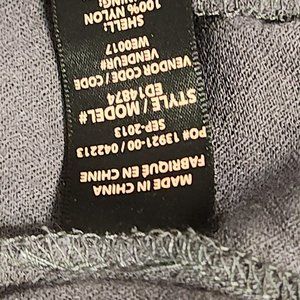 MADE IN CHINA
FABRIQUÉ EN CHINE
PO# 13921-00 / 042213
SEP-2013
STYLE / MODEL#
ED14874
VENDOR CODE / CODE
VENDEUR#
WE0017
SHELL:
100% NYLON